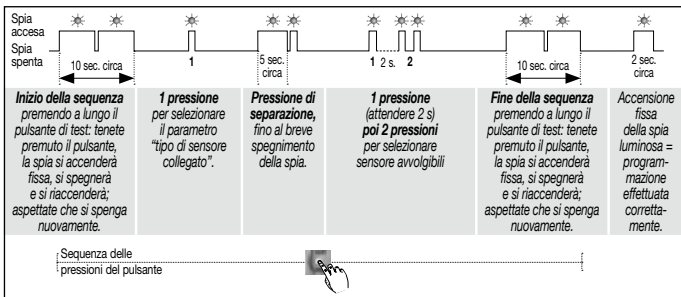 Spia
accesa
Spia
spenta
10 sec. circa
1
5 sec.
circa
1 2 s. 2
10 sec. circa
2 sec.
circa
Inizio della sequenza
premendo a lungo il
pulsante di test: tenete
premuto il pulsante,
la spia si accenderà
fissa, si spegnerà
e si riaccenderà;
aspettate che si spenga
nuovamente.
1 pressione
per selezionare
il parametro
“tipo di sensore
collegato”.
Pressione di
separazione,
fino al breve
spegnimento
della spia.
1 pressione
(attendere 2 s)
poi 2 pressioni
per selezionare
sensore avvolgibili
Fine della sequenza
premendo a lungo il
pulsante di test: tenete
premuto il pulsante,
la spia si accenderà
fissa, si spegnerà
e si riaccenderà;
aspettate che si spenga
nuovamente.
Accensione
fissa
della spia
luminosa =
program-
mazione
effettuata
corretta-
mente.
Sequenza delle
pressioni del pulsante